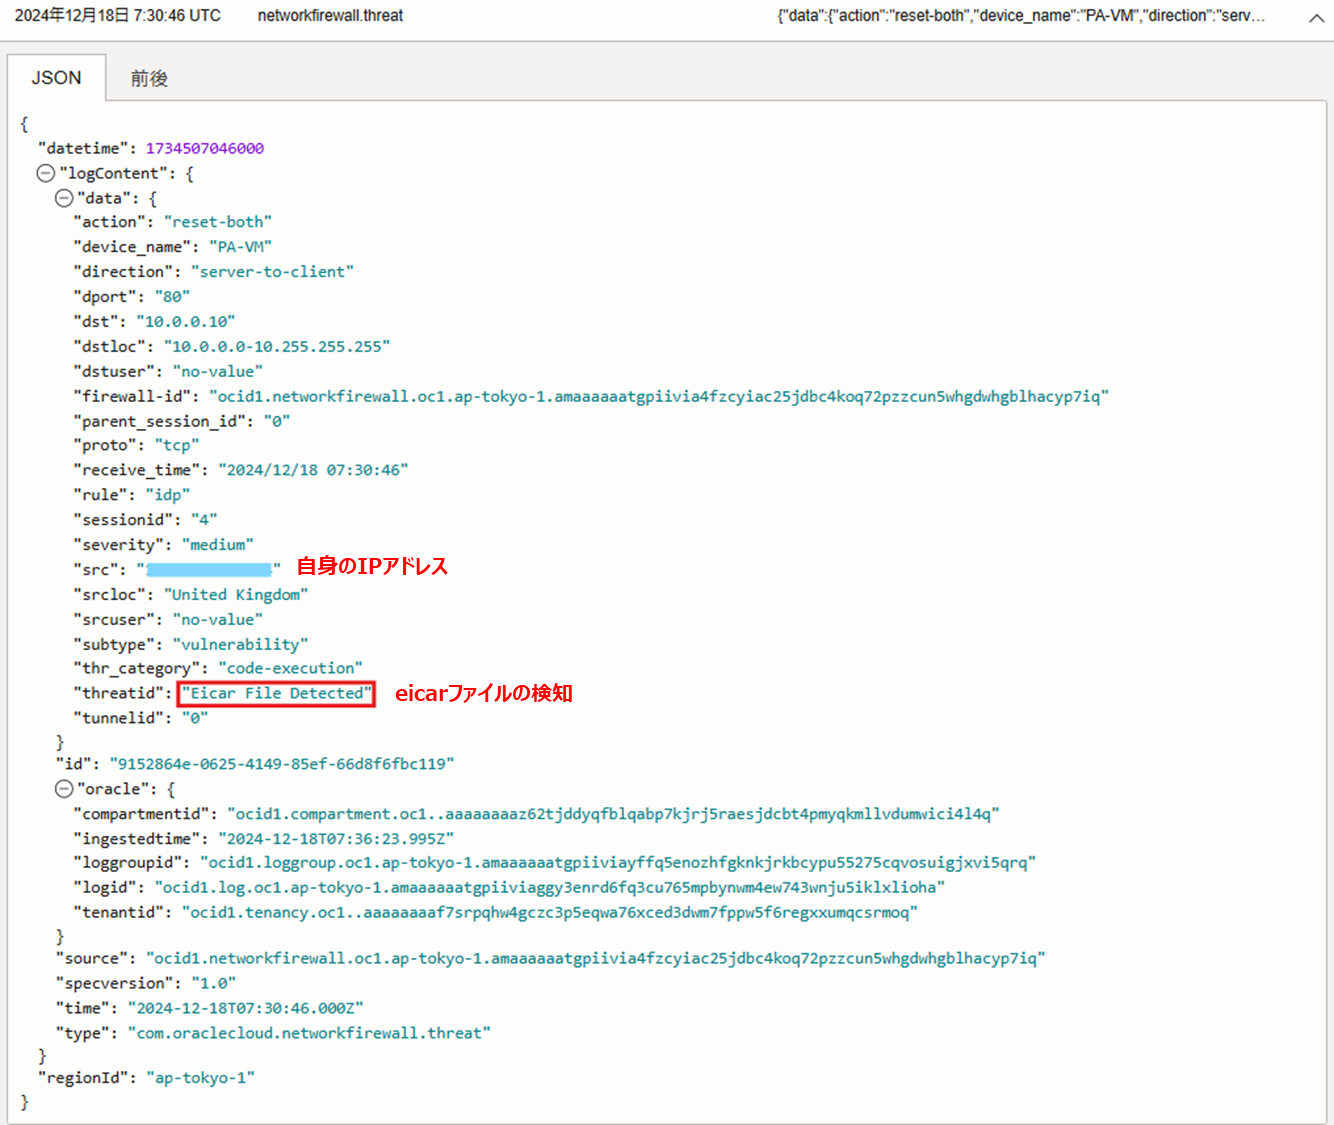 2024年12月18日 7:30:46 UTC networkfirewall.threat {"data":{"action":"reset-both","device_name":"PA-VM","direction":"serv...
JSON 前後
{
"datetime": 1734507046000
"logContent": {
"data": {
"action": "reset-both"
"device_name": "PA-VM"
"direction": "server-to-client"
"dport": "80"
"dst": "10.0.0.10"
"dstloc": "10.0.0.0-10.255.255.255"
"dstuser": "no-value"
"firewall-id": "ocid1.networkfirewall.oc1.ap-tokyo-1.amaaaaaatgpiivia4fzcyiac25jdbc4koq72pzzcun5whgdwhgblhacyp7iq"
"parent_session_id": "0"
"proto": "tcp"
"receive_time": "2024/12/18 07:30:46"
"rule": "idp"
"sessionid": "4"
"severity": "medium"
"src": " " 自身のIPアドレス
"srcloc": "United Kingdom"
"srcuser": "no-value"
"subtype": "vulnerability"
"thr_category": "code-execution"
"threatid": "Eicar File Detected" eicarファイルの検知
"tunnelid": "0"
}
"id": "9152864e-0625-4149-85ef-66d8f6fbc119"
"oracle": {
"compartmentid": "ocid1.compartment.oc1..aaaaaaaaz62tjddyqfblqabp7kjrj5raesjdcbt4pmyqkmllvdumwici4l4q"
"ingestedtime": "2024-12-18T07:36:23.995Z"
"loggroupid": "ocid1.loggroup.oc1.ap-tokyo-1.amaaaaaatgpiiviayffq5enozhfgknkjrkbcypu55275cqvosuigjxvi5qrq"
"logid": "ocid1.log.oc1.ap-tokyo-1.amaaaaaatgpiiviaggy3enrd6fq3cu765mpbynwm4ew743wnju5iklxlioha"
"tenantid": "ocid1.tenancy.oc1..aaaaaaaaf7srpqhw4gczc3p5eqwa76xced3dwm7fppw5f6regxxumqcsrmoq"
}
"source": "ocid1.networkfirewall.oc1.ap-tokyo-1.amaaaaaatgpiivia4fzcyiac25jdbc4koq72pzzcun5whgdwhgblhacyp7iq"
"specversion": "1.0"
"time": "2024-12-18T07:30:46.000Z"
"type": "com.oraclecloud.networkfirewall.threat"
}
"regionId": "ap-tokyo-1"
}